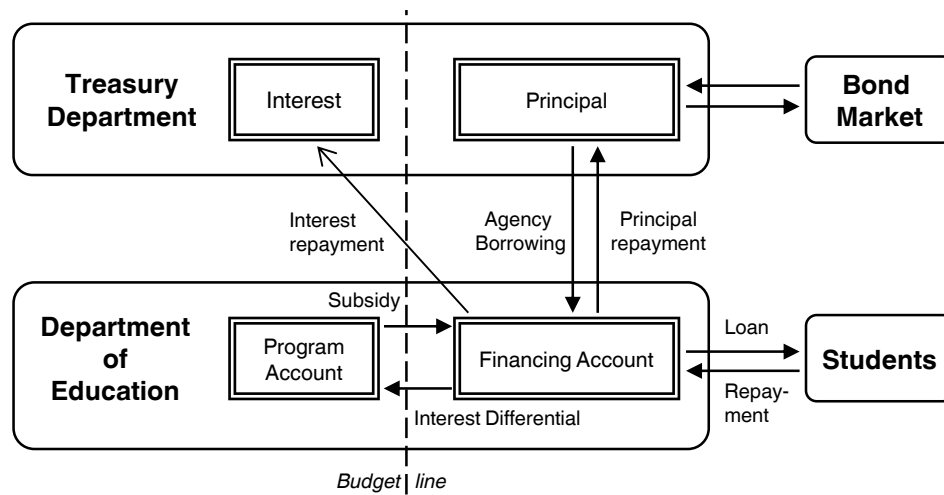 Treasury
Department
Interest
Principal
Bond
Market
Interest
repayment
Agency
Borrowing
Principal
repayment
Department
of
Education
Subsidy
Program
Account
Financing Account
Interest Differential
Loan
Repay-
ment
Students
Budget line